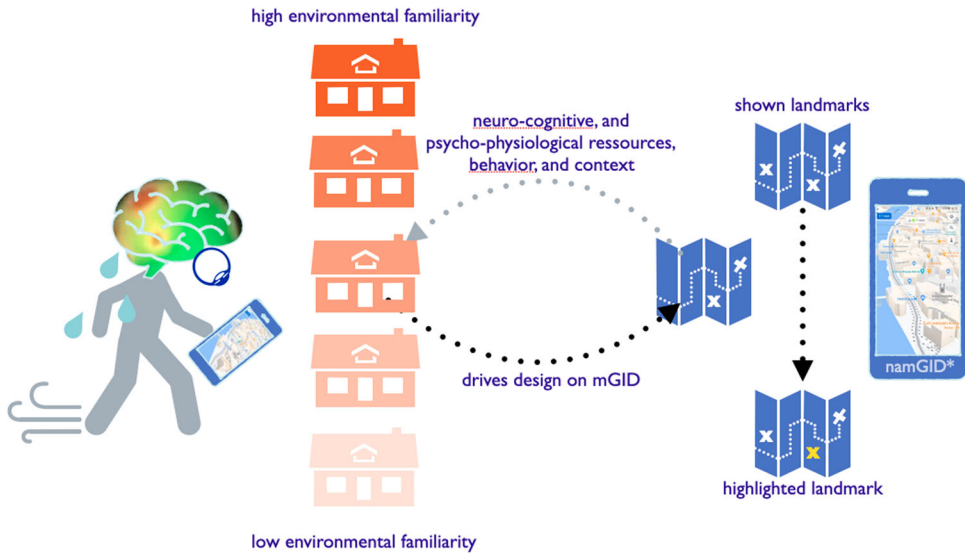 high environmental familiarity
neuro-cognitive, and
psycho-physiological ressources,
behavior, and context
shown landmarks
drives design on mGID
namGID*
highlighted landmark
low environmental familiarity